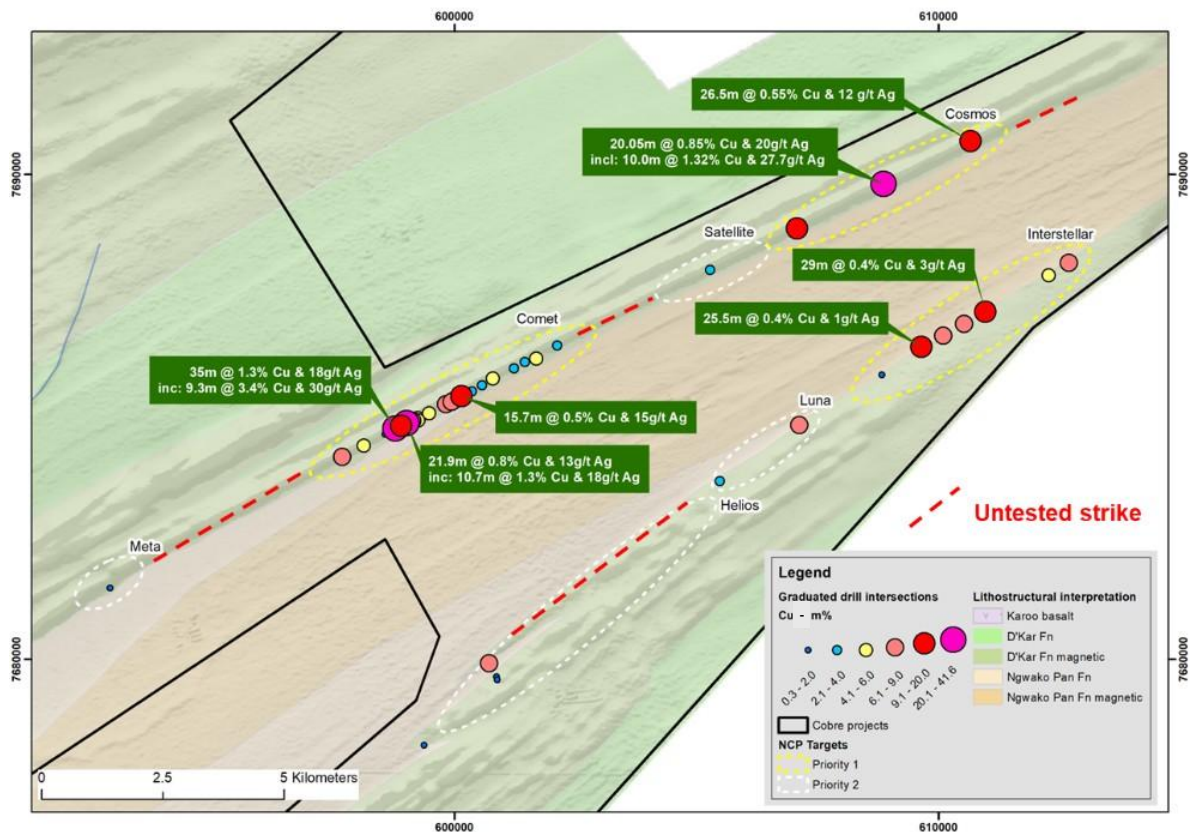 600000
610000
7690000
7690000
26.5m @ 0.55% Cu & 12 g/t Ag
Cosmos
20.05m @ 0.85% Cu & 20g/t Ag
incl: 10.0m @ 1.32% Cu & 27.7g/t Ag
Satellite
Interstellar
29m @ 0.4% Cu & 3g/t Ag
25.5m @ 0.4% Cu & 1g/t Ag
Comet
35m @ 1.3% Cu & 18g/t Ag
inc: 9.3m @ 3.4% Cu & 30g/t Ag
15.7m @ 0.5% Cu & 15g/t Ag
Luna
21.9m @ 0.8% Cu & 13g/t Ag
inc: 10.7m @ 1.3% Cu & 18g/t Ag
Helios
Untested strike
Meta
7680000
7680000
Legend
Graduated drill intersections
Cu - m%
0.3 - 2.0
2.1 - 4.0
4.1 - 6.0
6.1 - 9.0
9.1 - 20.0
20.1 - 41.6
Cobre projects
NCP Targets
Priority 1
Priority 2
Lithostructural interpretation
v Karoo basalt
D'Kar Fn
D'Kar Fn magnetic
Ngwako Pan Fn
Ngwako Pan Fn magnetic
0 2.5 5 Kilometers
600000
610000